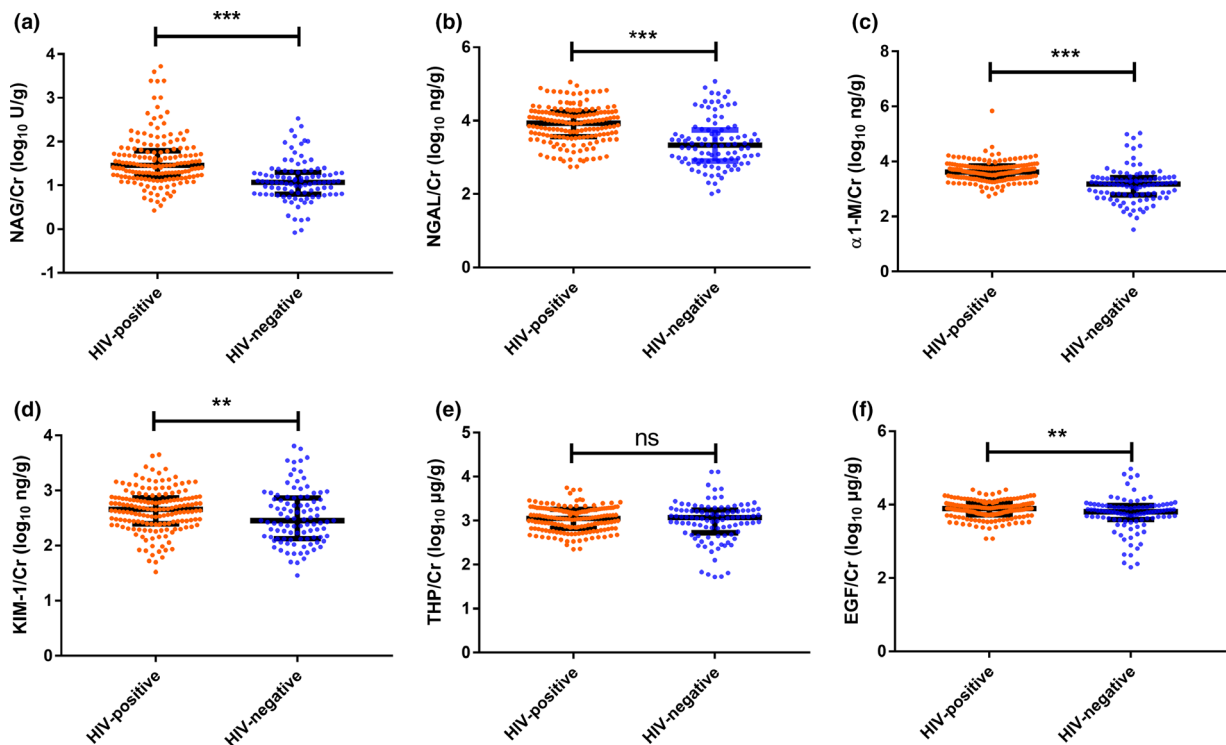 (a)
***
NAG/Cr (log10 U/g)
4
3
2
1
0
-1
HIV-positive
HIV-negative
(b)
***
NGAL/Cr (log10 ng/g)
6
4
2
0
HIV-positive
HIV-negative
(c)
***
α1-M/Cr (log10 ng/g)
8
6
4
2
0
HIV-positive
HIV-negative
(d)
**
KIM-1/Cr (log10 ng/g)
4
3
2
1
0
HIV-positive
HIV-negative
(e)
ns
THP/Cr (log10 µg/g)
5
4
3
2
1
0
HIV-positive
HIV-negative
(f)
**
EGF/Cr (log10 µg/g)
6
4
2
0
HIV-positive
HIV-negative